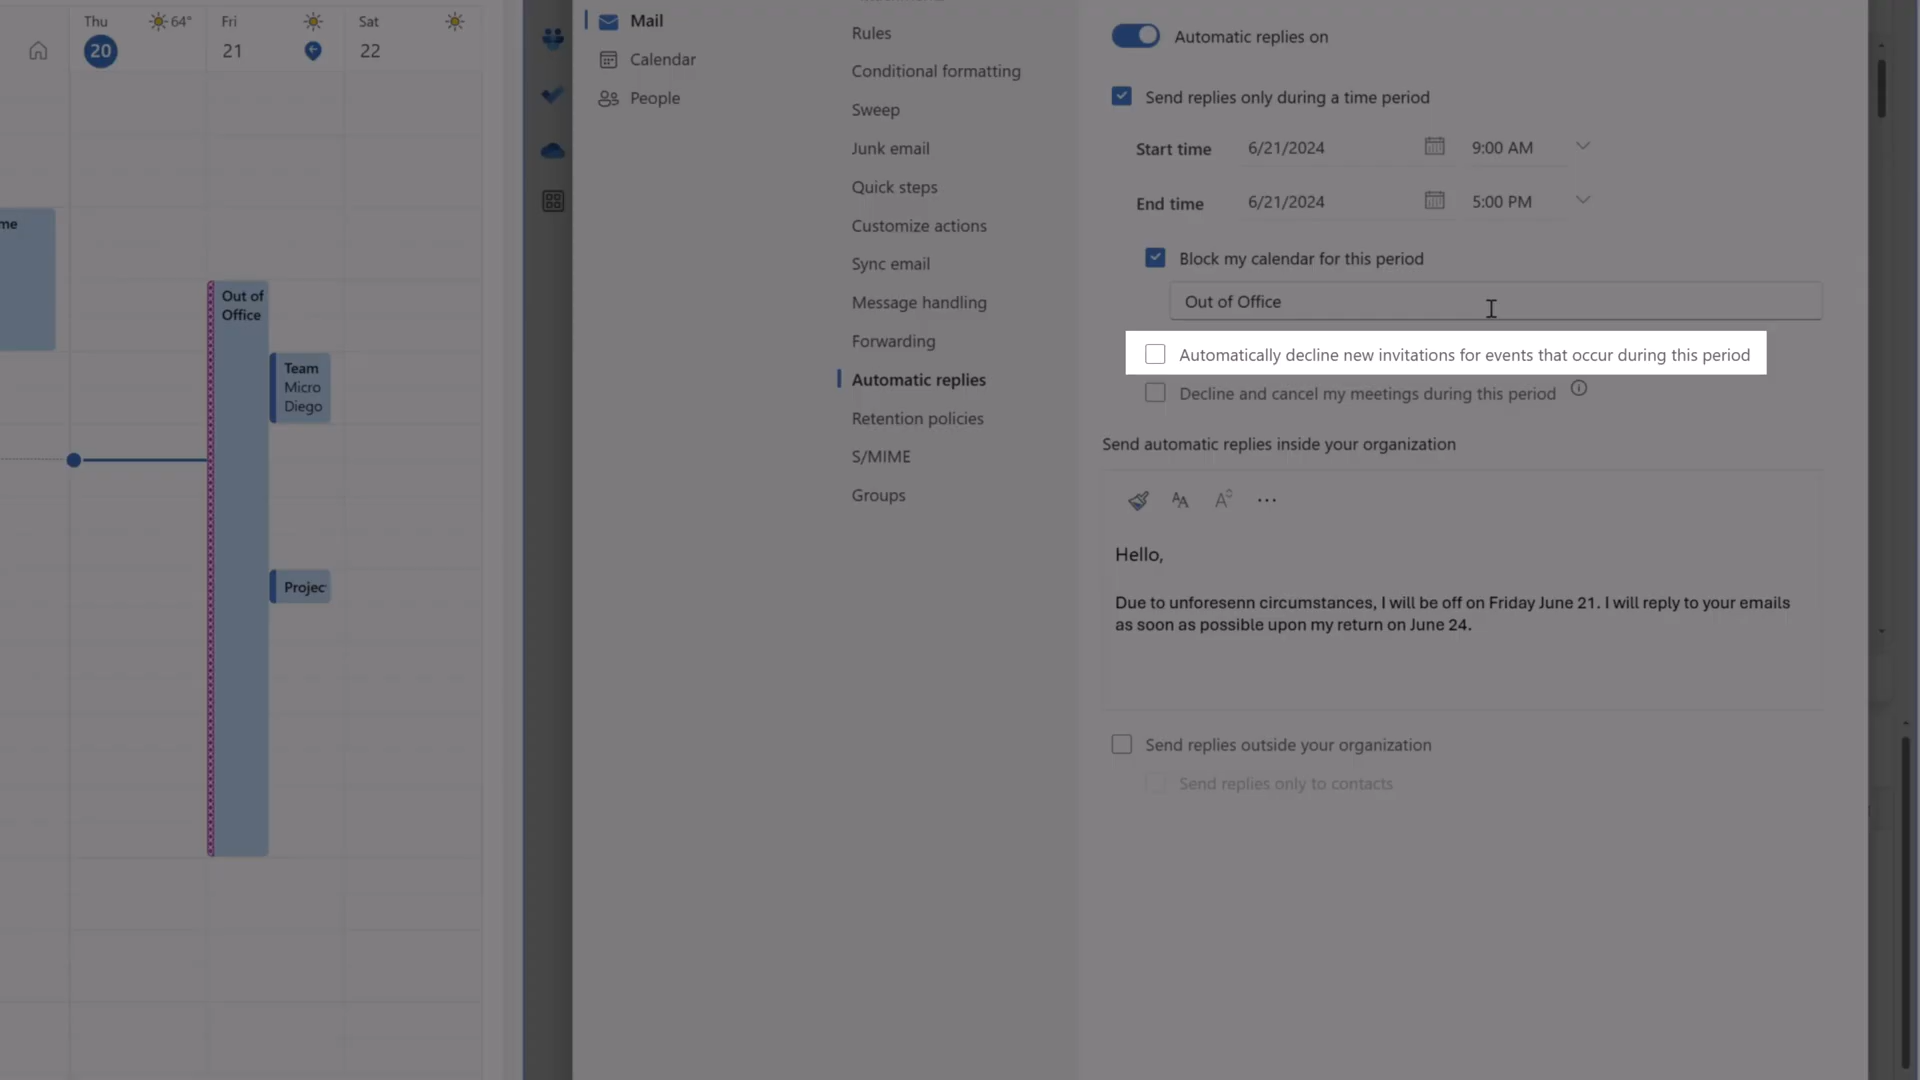 Thu
64°
Fri
Sat
20
21
22
me
Out of
Office
Team
Micro
Diego
Projec
Mail
Calendar
People
Rules
Conditional formatting
Sweep
Junk email
Quick steps
Customize actions
Sync email
Message handling
Forwarding
Automatic replies
Retention policies
S/MIME
Groups
Automatic replies on
Send replies only during a time period
Start time 6/21/2024 9:00 AM
End time 6/21/2024 5:00 PM
Block my calendar for this period
Out of Office
Automatically decline new invitations for events that occur during this period
Decline and cancel my meetings during this period
Send automatic replies inside your organization
Hello,
Due to unforesenn circumstances, I will be off on Friday June 21. I will reply to your emails
as soon as possible upon my return on June 24.
Send replies outside your organization
Send replies only to contacts